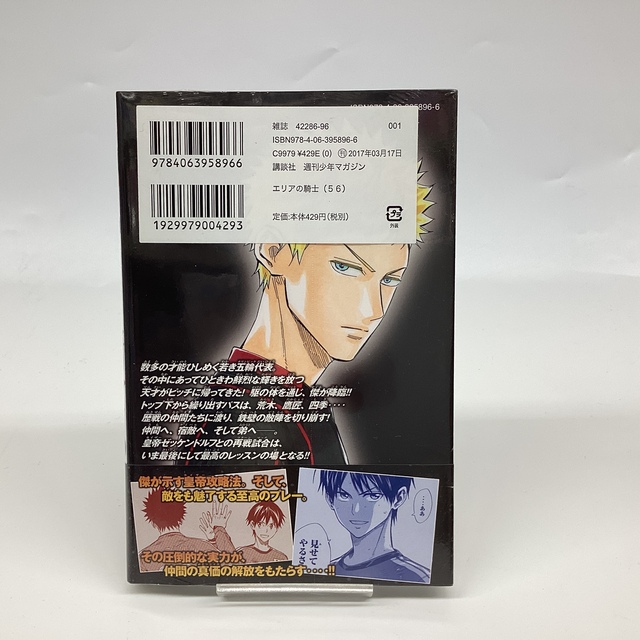 ISBN978-4-06-395896-6
雑誌 42286-96
001
ISBN978-4-06-395896-6
C9979 ¥429E (0) 刊 2017年03月17日
講談社 週刊少年マガジン
エリアの騎士(56)
定価:本体429円(税別)
9784063958966
1929979004293
プラ
外装
数多の才能ひしめく若き五輪代表。
その中にあってひときわ鮮烈な輝きを放つ
天才がピッチに帰ってきた! 駆の体を通じ、傑が降臨!!
トップ下から繰り出すパスは、荒木、鷹匠、四季‥‥
歴戦の仲間たちに渡り、鉄壁の敵陣を切り崩す!
仲間へ、宿敵へ、そして弟へ――
皇帝ゼッケンドルフとの再戦試合は、
いま最後にして最高のレッスンの場となる!!
傑が示す皇帝攻略法。そして、
敵をも魅了する至高のプレー。
…ああ
見せて
やるさ
その圧倒的な実力が、
仲間の真価の解放をもたらす‥‥!!